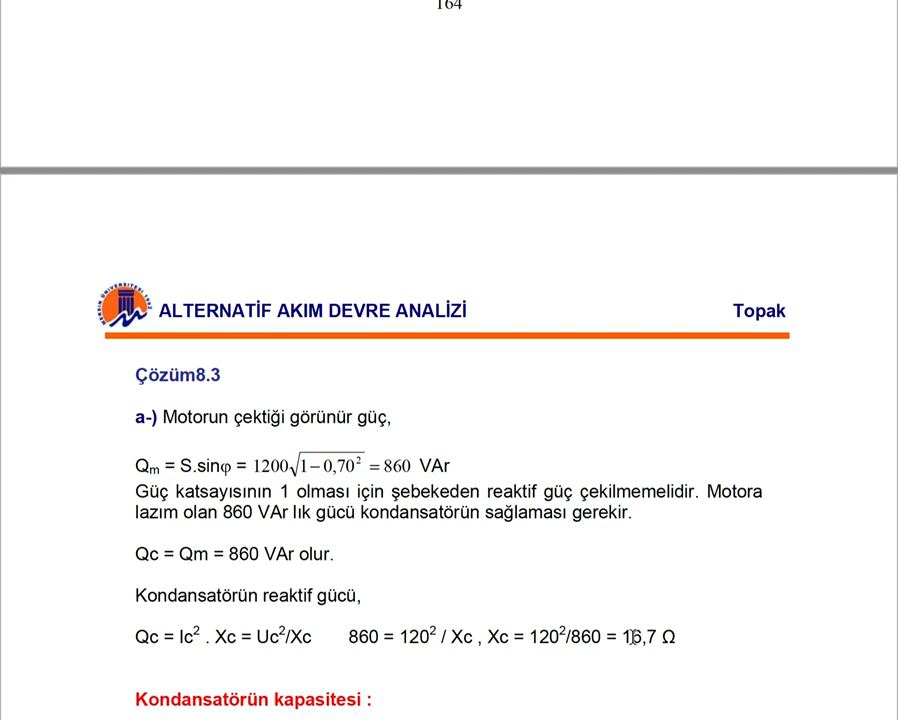 164
ALTERNATİF AKIM DEVRE ANALİZİ Topak
Çözüm8.3
a-) Motorun çektiği görünür güç,
Qm = S.sinφ = 1200√1−0,70² = 860 VAr
Güç katsayısının 1 olması için şebekeden reaktif güç çekilmemelidir. Motora
lazım olan 860 VAr lık gücü kondansatörün sağlaması gerekir.
Qc = Qm = 860 VAr olur.
Kondansatörün reaktif gücü,
Qc = Ic² . Xc = Uc²/Xc 860 = 120² / Xc , Xc = 120²/860 = 16,7 Ω
Kondansatörün kapasitesi :